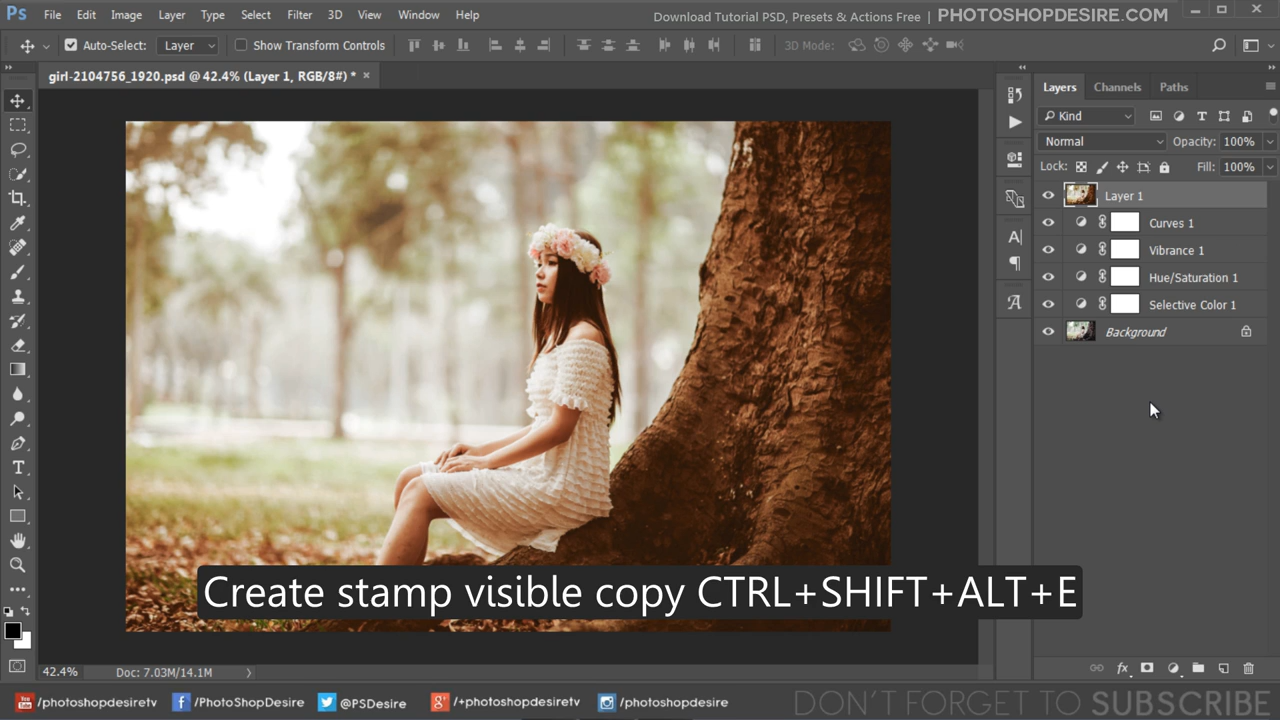 Ps File Edit Image Layer Type Select Filter 3D View Window Help
Download Tutorial PSD, Presets & Actions Free | PHOTOSHOPDESIRE.COM
Auto-Select: Layer Show Transform Controls 3D Mode:
girl-2104756_1920.psd @ 42.4% (Layer 1, RGB/8#) * ×
Layers Channels Paths
Kind
Normal Opacity: 100%
Lock: Fill: 100%
Layer 1
Curves 1
Vibrance 1
Hue/Saturation 1
Selective Color 1
Background
Create stamp visible copy CTRL+SHIFT+ALT+E
42.4% Doc: 7.03M/14.1M
You Tube /photoshopdesiretv /PhotoShopDesire @PSDesire /+photoshopdesiretv /photoshopdesire
DON'T FORGET TO SUBSCRIBE